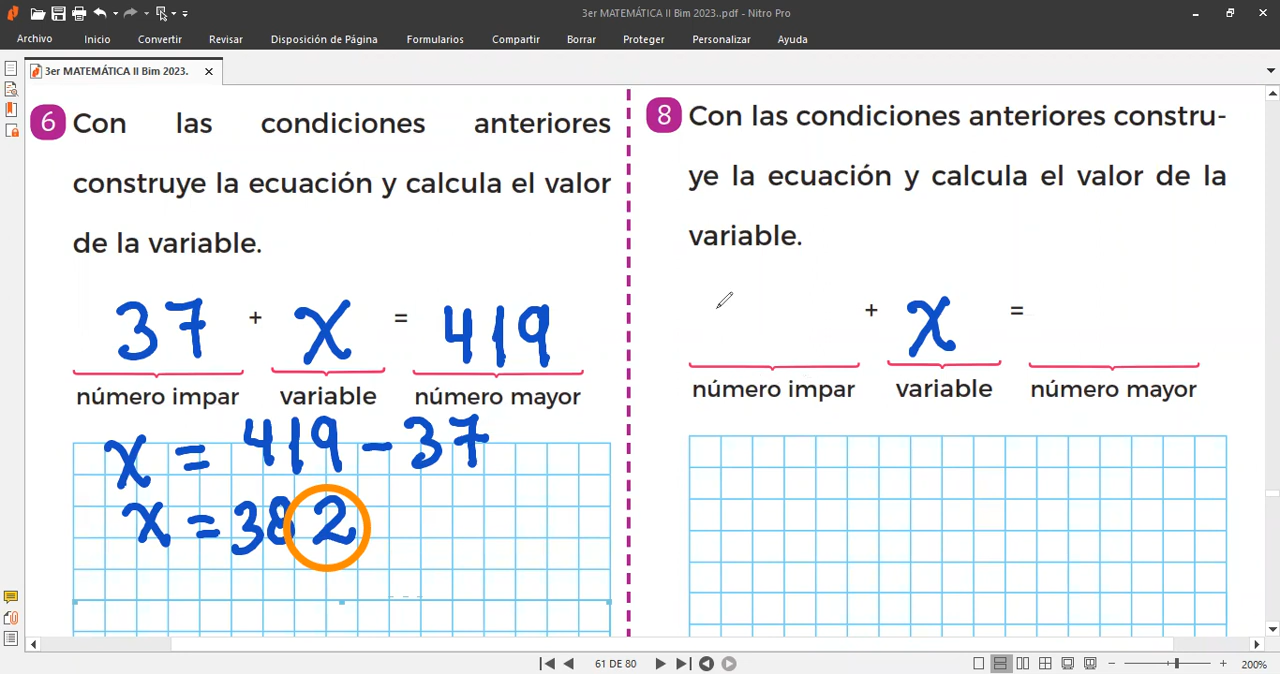 3er MATEMÁTICA II Bim 2023..pdf - Nitro Pro
Archivo Inicio Convertir Revisar Disposición de Página Formularios Compartir Borrar Proteger Personalizar Ayuda
3er MATEMÁTICA II Bim 2023. ×
6 Con las condiciones anteriores
construye la ecuación y calcula el valor
de la variable.
37 + x = 419
número impar variable número mayor
x = 419 - 37
x = 382
8 Con las condiciones anteriores constru-
ye la ecuación y calcula el valor de la
variable.
+ x =
número impar variable número mayor
61 DE 80
200%